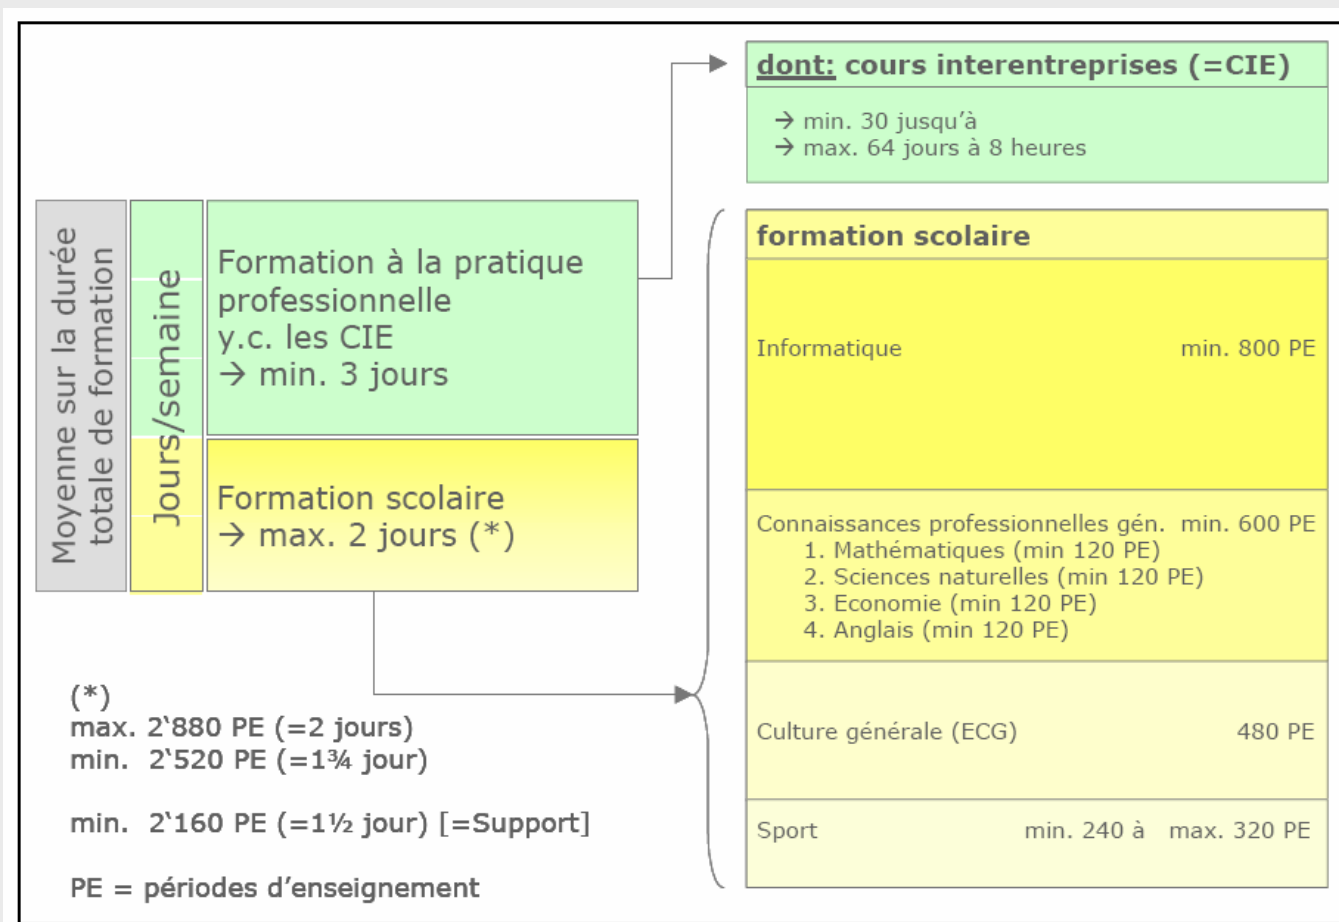 dont: cours interentreprises (=CIE)
→ min. 30 jusqu’à
→ max. 64 jours à 8 heures
Moyenne sur la durée
totale de formation
Jours/semaine
Formation à la pratique
professionnelle
y.c. les CIE
→ min. 3 jours
Formation scolaire
→ max. 2 jours (*)
(*)
max. 2‘880 PE (=2 jours)
min. 2‘520 PE (=1¾ jour)
min. 2‘160 PE (=1½ jour) [=Support]
PE = périodes d’enseignement
formation scolaire
Informatique min. 800 PE
Connaissances professionnelles gén. min. 600 PE
1. Mathématiques (min 120 PE)
2. Sciences naturelles (min 120 PE)
3. Economie (min 120 PE)
4. Anglais (min 120 PE)
Culture générale (ECG) 480 PE
Sport min. 240 à max. 320 PE